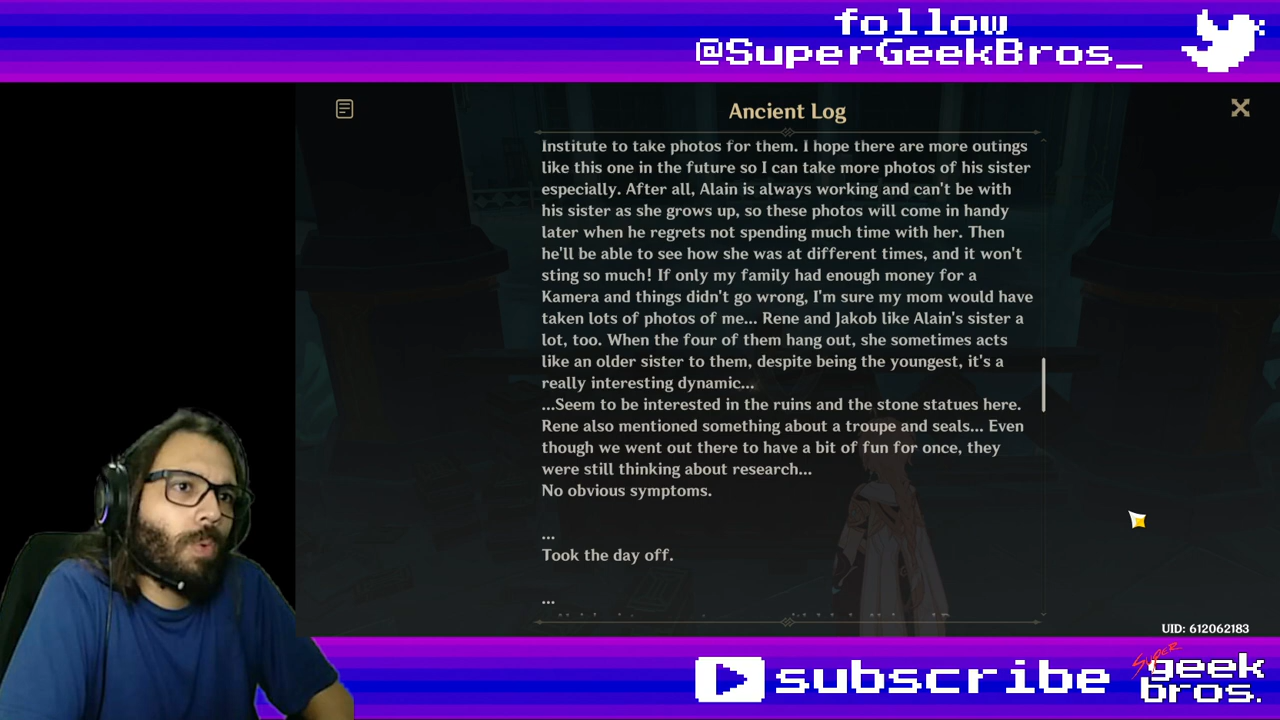 follow
@SuperGeekBros_
Ancient Log
Institute to take photos for them. I hope there are more outings
like this one in the future so I can take more photos of his sister
especially. After all, Alain is always working and can't be with
his sister as she grows up, so these photos will come in handy
later when he regrets not spending much time with her. Then
he'll be able to see how she was at different times, and it won't
sting so much! If only my family had enough money for a
Kamera and things didn't go wrong, I'm sure my mom would have
taken lots of photos of me... Rene and Jakob like Alain's sister a
lot, too. When the four of them hang out, she sometimes acts
like an older sister to them, despite being the youngest, it's a
really interesting dynamic...
...Seem to be interested in the ruins and the stone statues here.
Rene also mentioned something about a troupe and seals... Even
though we went out there to have a bit of fun for once, they
were still thinking about research...
No obvious symptoms.
...
Took the day off.
...
UID: 612062183
subscribe
Super
geek
bros.